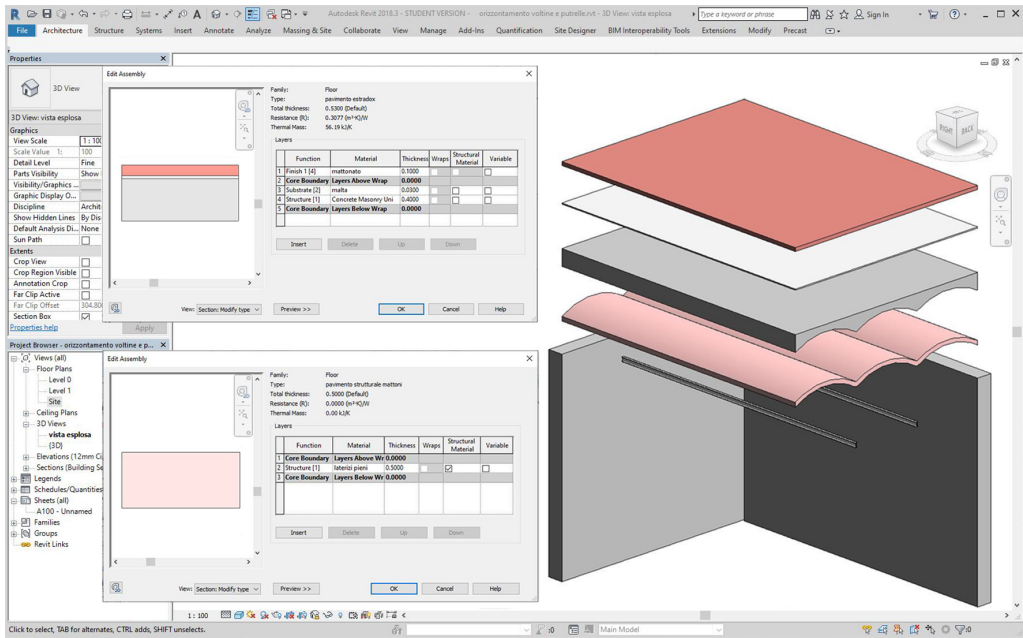 Autodesk Revit 2018.3 - STUDENT VERSION - orizzontamento voltine e putrelle.rvt - 3D View: vista esplosa
Type a keyword or phrase
Sign In
File Architecture Structure Systems Insert Annotate Analyze Massing & Site Collaborate View Manage Add-Ins Quantification Site Designer BIM Interoperability Tools Extensions Modify Precast
Properties
3D View
3D View: vista esplosa
Graphics
View Scale 1 : 100
Scale Value 1: 100
Detail Level Fine
Parts Visibility Show
Visibility/Graphics ...
Graphic Display O...
Discipline Archit
Show Hidden Lines By Dis
Default Analysis Di... None
Sun Path
Extents
Crop View
Crop Region Visible
Annotation Crop
Far Clip Active
Far Clip Offset 304.80
Section Box
Properties help Apply
Project Browser - orizzontamento voltine e p...
Views (all)
Floor Plans
Level 0
Level 1
Site
Ceiling Plans
3D Views
vista esplosa
{3D}
Elevations (12mm Ci
Sections (Building Se
Legends
Schedules/Quantities
Sheets (all)
A100 - Unnamed
Families
Groups
Revit Links
Edit Assembly
Family: Floor
Type: pavimento estradox
Total thickness: 0.5300 (Default)
Resistance (R): 0.3077 (m²·K)/W
Thermal Mass: 56.19 kJ/K
Layers
Function Material Thickness Wraps Structural Material Variable
1 Finish 1 [4] mattonato 0.1000
2 Core Boundary Layers Above Wrap 0.0000
3 Substrate [2] malta 0.0300
4 Structure [1] Concrete Masonry Uni 0.4000
5 Core Boundary Layers Below Wrap 0.0000
Insert Delete Up Down
View: Section: Modify type Preview >> OK Cancel Help
Edit Assembly
Family: Floor
Type: pavimento strutturale mattoni
Total thickness: 0.5000 (Default)
Resistance (R): 0.0000 (m²·K)/W
Thermal Mass: 0.00 kJ/K
Layers
Function Material Thickness Wraps Structural Material Variable
1 Core Boundary Layers Above Wr 0.0000
2 Structure [1] laterizi pieni 0.5000
3 Core Boundary Layers Below Wr 0.0000
Insert Delete Up Down
View: Section: Modify type Preview >> OK Cancel Help
RIGHT BACK
1 : 100
Click to select, TAB for alternates, CTRL adds, SHIFT unselects.
:0
Main Model
:0